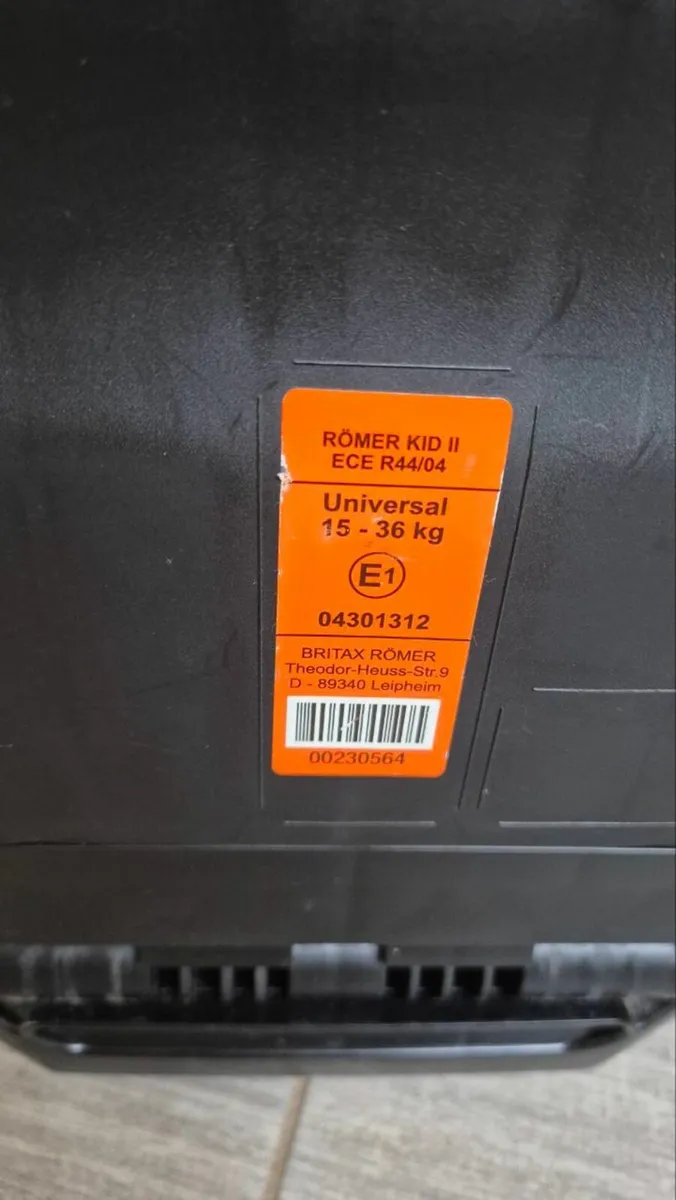 RÖMER KID II
ECE R44/04
Universal
15 - 36 kg
E1
04301312
BRITAX RÖMER
Theodor-Heuss-Str.9
D - 89340 Leipheim
00230564